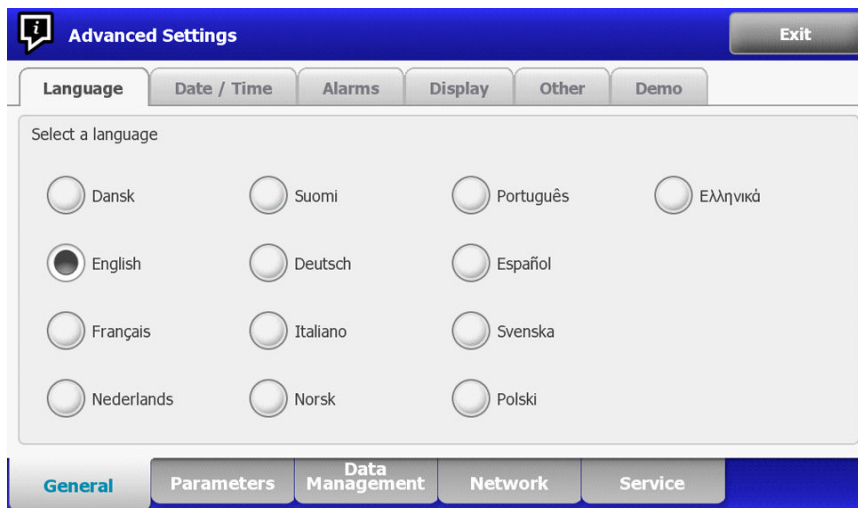 Advanced Settings
Exit
Language
Date / Time
Alarms
Display
Other
Demo
Select a language
Dansk
Suomi
Português
Ελληνικά
English
Deutsch
Español
Français
Italiano
Svenska
Nederlands
Norsk
Polski
General
Parameters
Data
Management
Network
Service